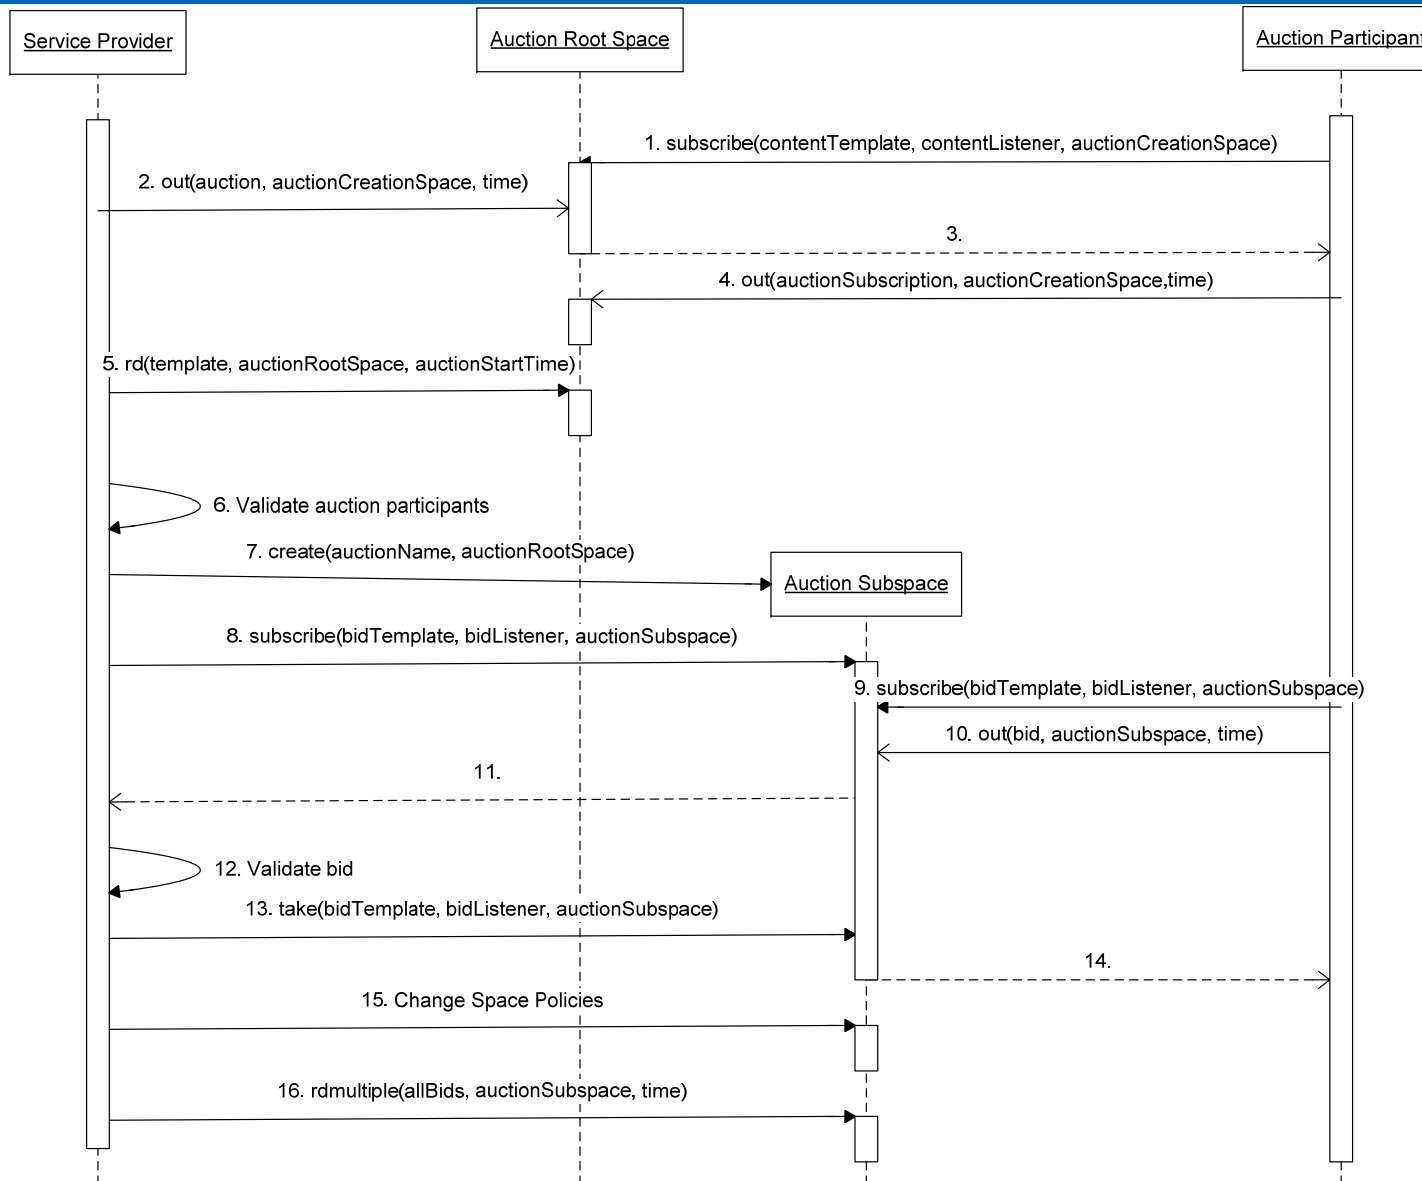 Service Provider
Auction Root Space
Auction Participant
1. subscribe(contentTemplate, contentListener, auctionCreationSpace)
2. out(auction, auctionCreationSpace, time)
3.
4. out(auctionSubscription, auctionCreationSpace,time)
5. rd(template, auctionRootSpace, auctionStartTime)
6. Validate auction participants
7. create(auctionName, auctionRootSpace)
Auction Subspace
8. subscribe(bidTemplate, bidListener, auctionSubspace)
9. subscribe(bidTemplate, bidListener, auctionSubspace)
10. out(bid, auctionSubspace, time)
11.
12. Validate bid
13. take(bidTemplate, bidListener, auctionSubspace)
14.
15. Change Space Policies
16. rdmultiple(allBids, auctionSubspace, time)